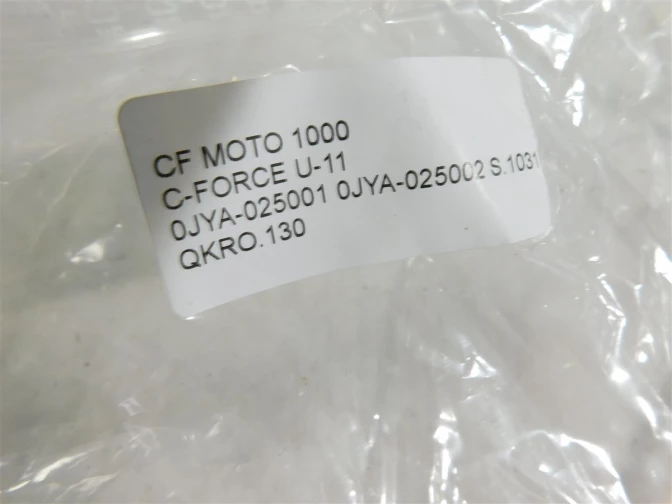 CF MOTO 1000
C-FORCE U-11
0JYA-025001 0JYA-025002 S.1031
QKRO.130